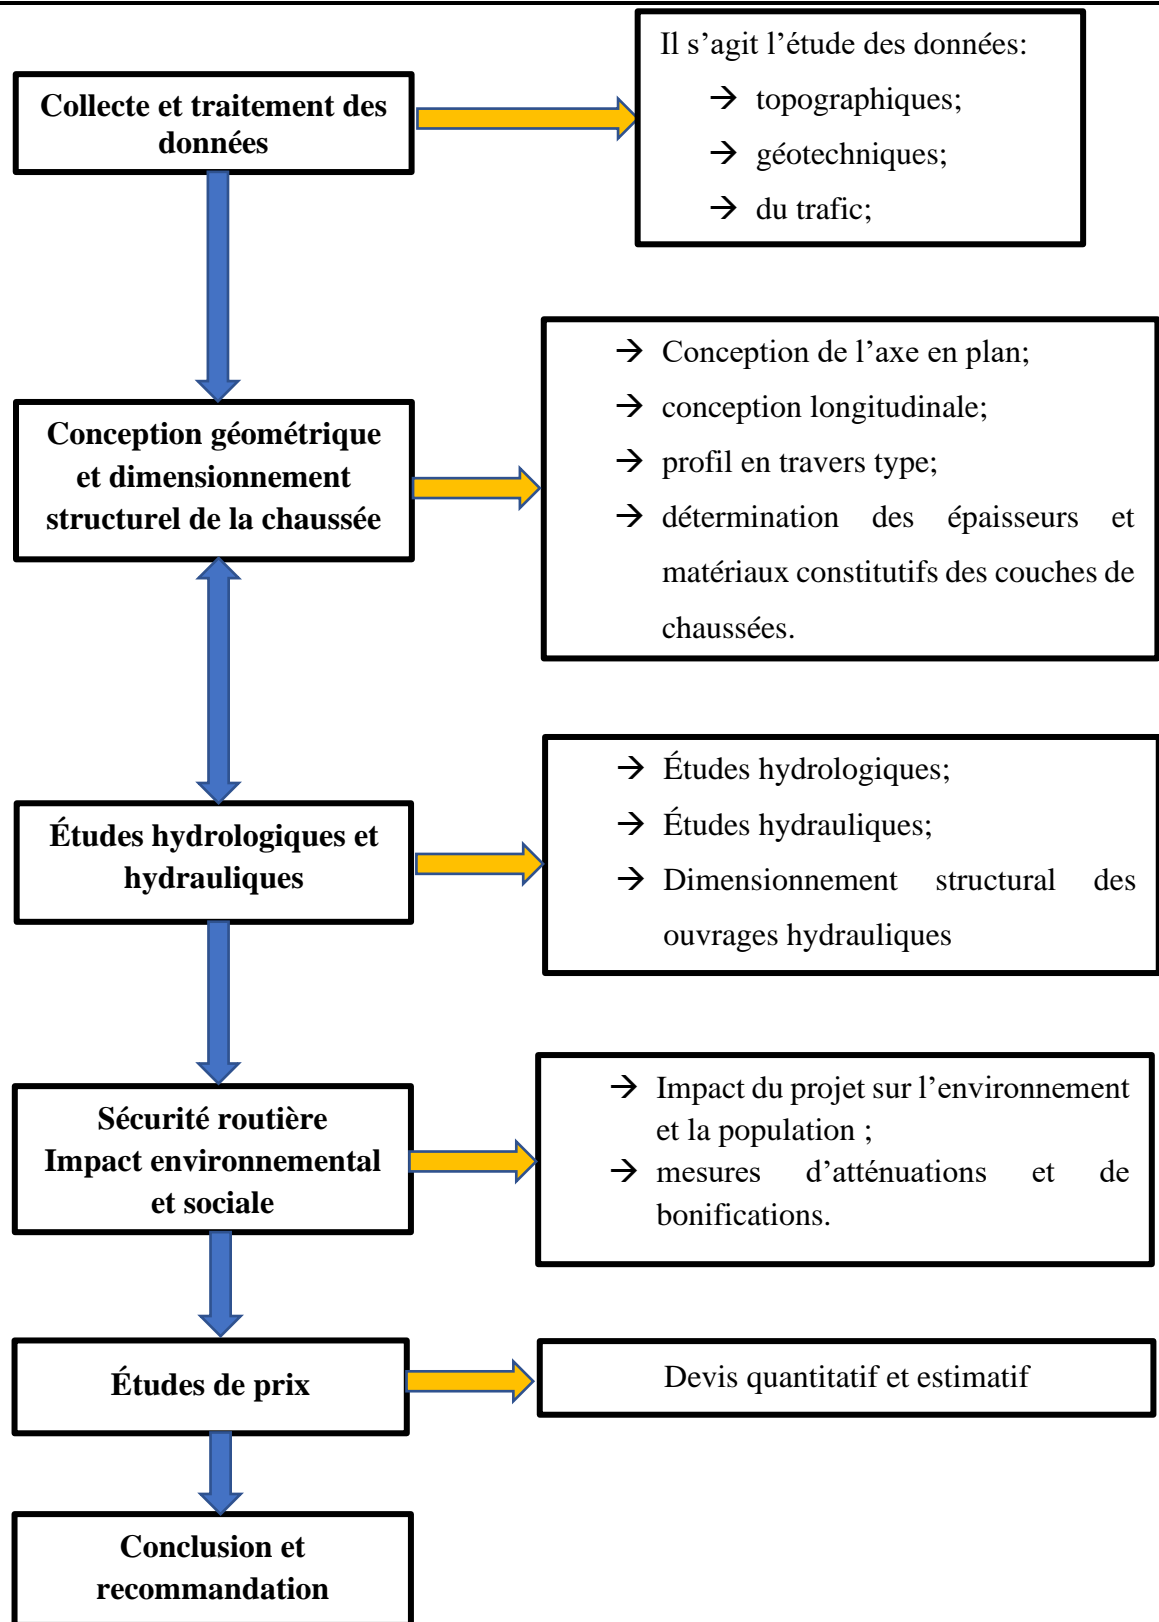 Collecte et traitement des
données
Il s’agit l’étude des données:
→ topographiques;
→ géotechniques;
→ du trafic;
Conception géométrique
et dimensionnement
structurel de la chaussée
→ Conception de l’axe en plan;
→ conception longitudinale;
→ profil en travers type;
→ détermination des épaisseurs et
matériaux constitutifs des couches de
chaussées.
Études hydrologiques et
hydrauliques
→ Études hydrologiques;
→ Études hydrauliques;
→ Dimensionnement structural des
ouvrages hydrauliques
Sécurité routière
Impact environnemental
et sociale
→ Impact du projet sur l’environnement
et la population ;
→ mesures d’atténuations et de
bonifications.
Études de prix
Devis quantitatif et estimatif
Conclusion et
recommandation